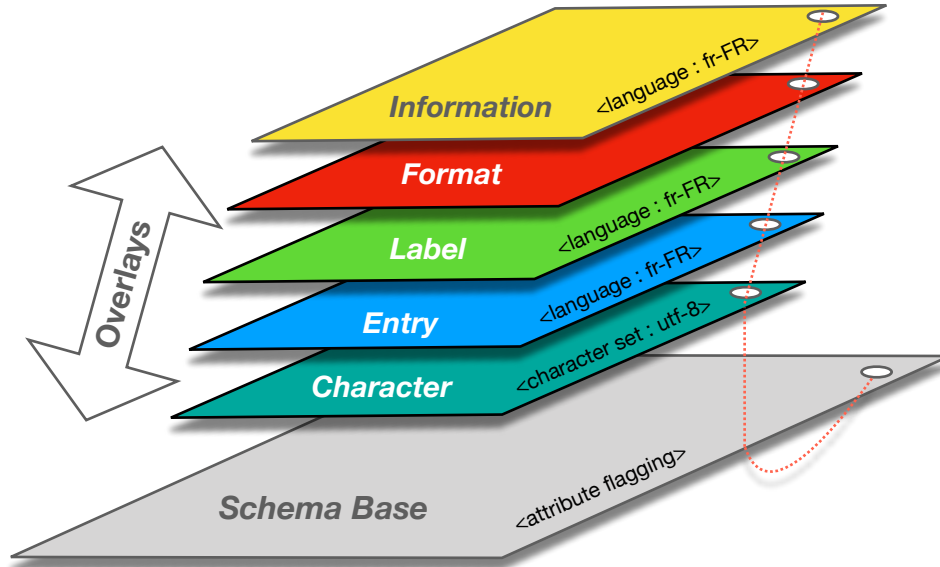 Information
<language : fr-FR>
Format
Label
<language : fr-FR>
Overlays
Entry
<language : fr-FR>
Character
<character set : utf-8>
Schema Base
<attribute flagging>